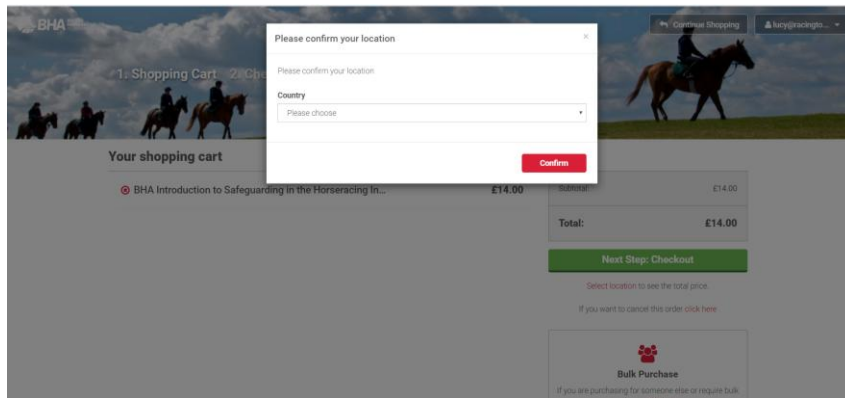 BHA
Continue Shopping
lucy@racingto...
Please confirm your location
×
1. Shopping Cart 2. Che
Please confirm your location
Country
Please choose
Confirm
Your shopping cart
BHA Introduction to Safeguarding in the Horseracing In... £14.00
Subtotal: £14.00
Total: £14.00
Next Step: Checkout
Select location to see the total price.
If you want to cancel this order click here
Bulk Purchase
If you are purchasing for someone else or require bulk